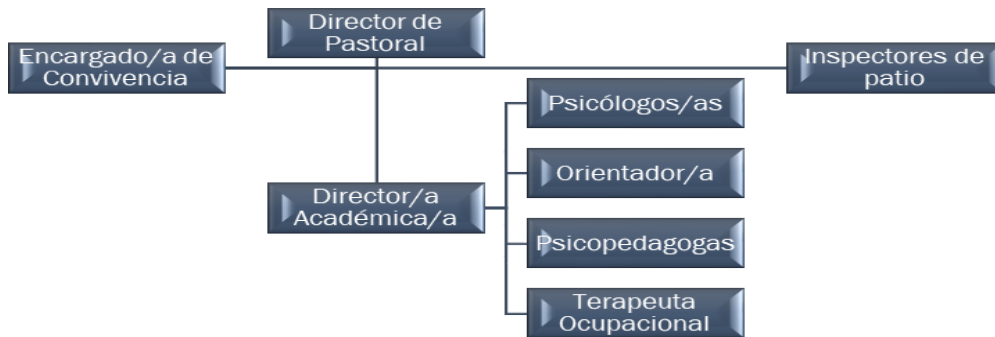 Director de
Pastoral
Encargado/a de
Convivencia
Inspectores de
patio
Psicólogos/as
Orientador/a
Director/a
Académica/a
Psicopedagogas
Terapeuta
Ocupacional